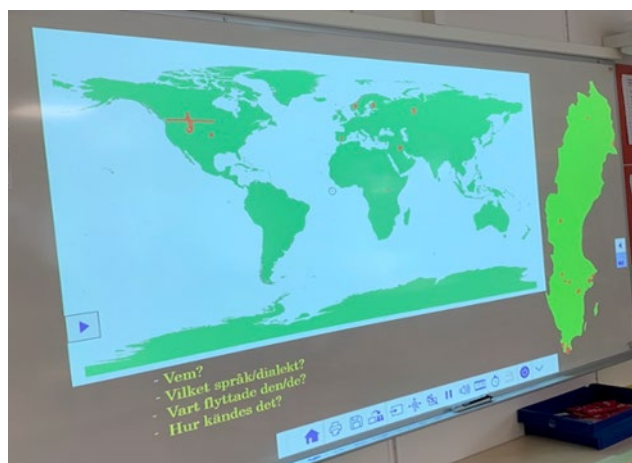 - Vem?
- Vilket språk/dialekt?
- Vart flyttade den/de?
- Hur kändes det?